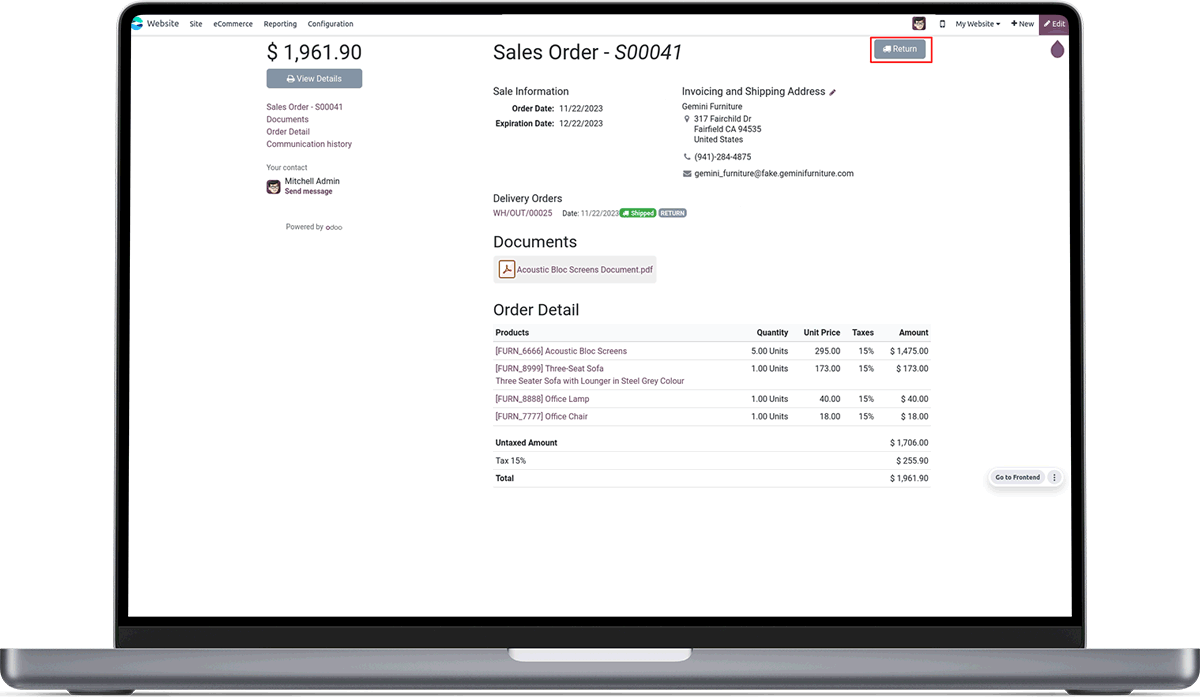 Website Site eCommerce Reporting Configuration My Website + New Edit
$ 1,961.90
View Details
Sales Order - S00041
Documents
Order Detail
Communication history
Your contact
Mitchell Admin
Send message
Powered by odoo
Sales Order - S00041
Return
Sale Information
Order Date: 11/22/2023
Expiration Date: 12/22/2023
Invoicing and Shipping Address
Gemini Furniture
317 Fairchild Dr
Fairfield CA 94535
United States
(941)-284-4875
gemini_furniture@fake.geminifurniture.com
Delivery Orders
WH/OUT/00025 Date: 11/22/2023 Shipped RETURN
Documents
Acoustic Bloc Screens Document.pdf
Order Detail
Products Quantity Unit Price Taxes Amount
[FURN_6666] Acoustic Bloc Screens 5.00 Units 295.00 15% $ 1,475.00
[FURN_8999] Three-Seat Sofa 1.00 Units 173.00 15% $ 173.00
Three Seater Sofa with Lounger in Steel Grey Colour
[FURN_8888] Office Lamp 1.00 Units 40.00 15% $ 40.00
[FURN_7777] Office Chair 1.00 Units 18.00 15% $ 18.00
Untaxed Amount $ 1,706.00
Tax 15% $ 255.90
Total $ 1,961.90
Go to Frontend